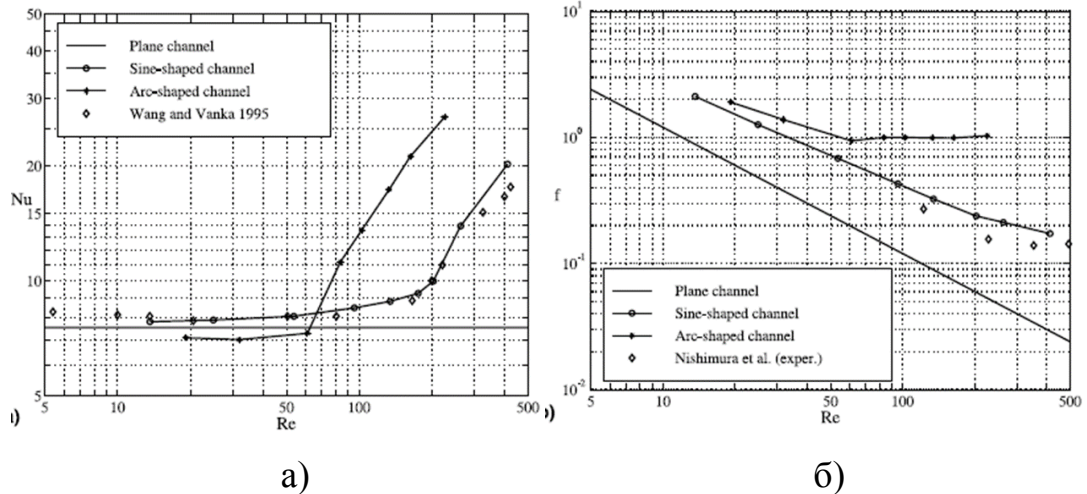 50
Nu
30
20
15
10
5
Plane channel
Sine-shaped channel
Arc-shaped channel
Wang and Vanka 1995
5 10 50 100 500
Re
а)
10^1
10^0
f
10^-1
10^-2
Plane channel
Sine-shaped channel
Arc-shaped channel
Nishimura et al. (exper.)
5 10 100 500
Re
б)